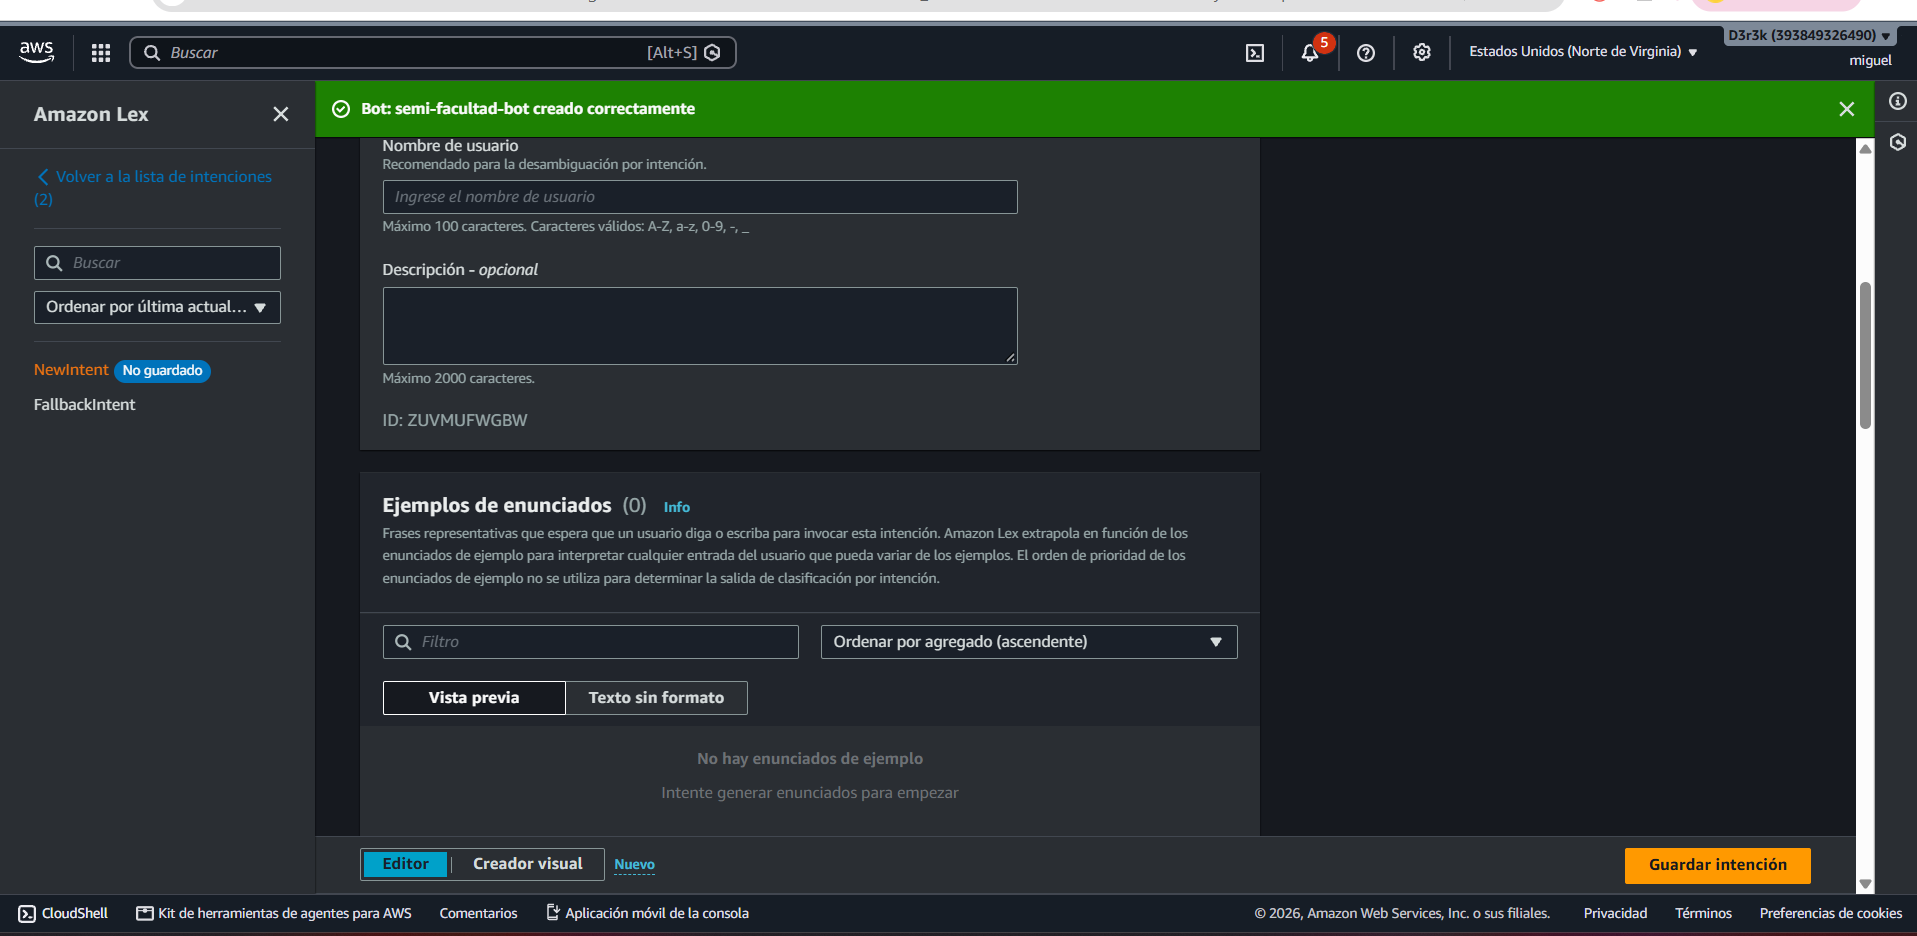 aws
Buscar
[Alt+S]
5
Estados Unidos (Norte de Virginia)
D3r3k (393849326490)
miguel
Amazon Lex
Bot: semi-facultad-bot creado correctamente
Volver a la lista de intenciones
(2)
Buscar
Ordenar por última actual...
NewIntent
No guardado
FallbackIntent
Nombre de usuario
Recomendado para la desambiguación por intención.
Ingrese el nombre de usuario
Máximo 100 caracteres. Caracteres válidos: A-Z, a-z, 0-9, -, _
Descripción - opcional
Máximo 2000 caracteres.
ID: ZUVMUFWGBW
Ejemplos de enunciados (0) Info
Frases representativas que espera que un usuario diga o escriba para invocar esta intención. Amazon Lex extrapola en función de los
enunciados de ejemplo para interpretar cualquier entrada del usuario que pueda variar de los ejemplos. El orden de prioridad de los
enunciados de ejemplo no se utiliza para determinar la salida de clasificación por intención.
Filtro
Ordenar por agregado (ascendente)
Vista previa
Texto sin formato
No hay enunciados de ejemplo
Intente generar enunciados para empezar
Editor
Creador visual
Nuevo
Guardar intención
CloudShell
Kit de herramientas de agentes para AWS
Comentarios
Aplicación móvil de la consola
© 2026, Amazon Web Services, Inc. o sus filiales.
Privacidad
Términos
Preferencias de cookies